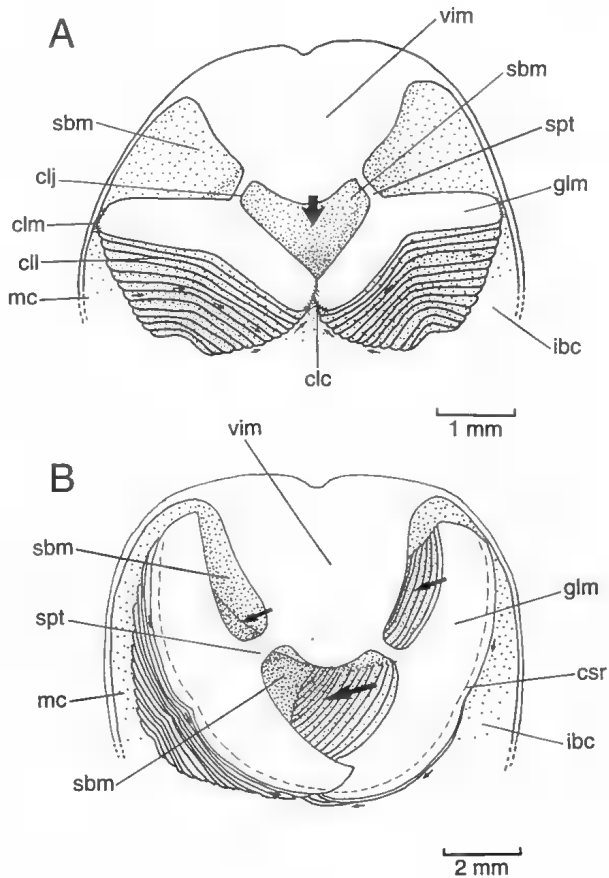 A
vim
sbm
sbm
spt
clj
glm
clm
cll
mc
ibc
clc
1 mm
vim
B
sbm
glm
spt
csr
mc
ibc
sbm
2 mm